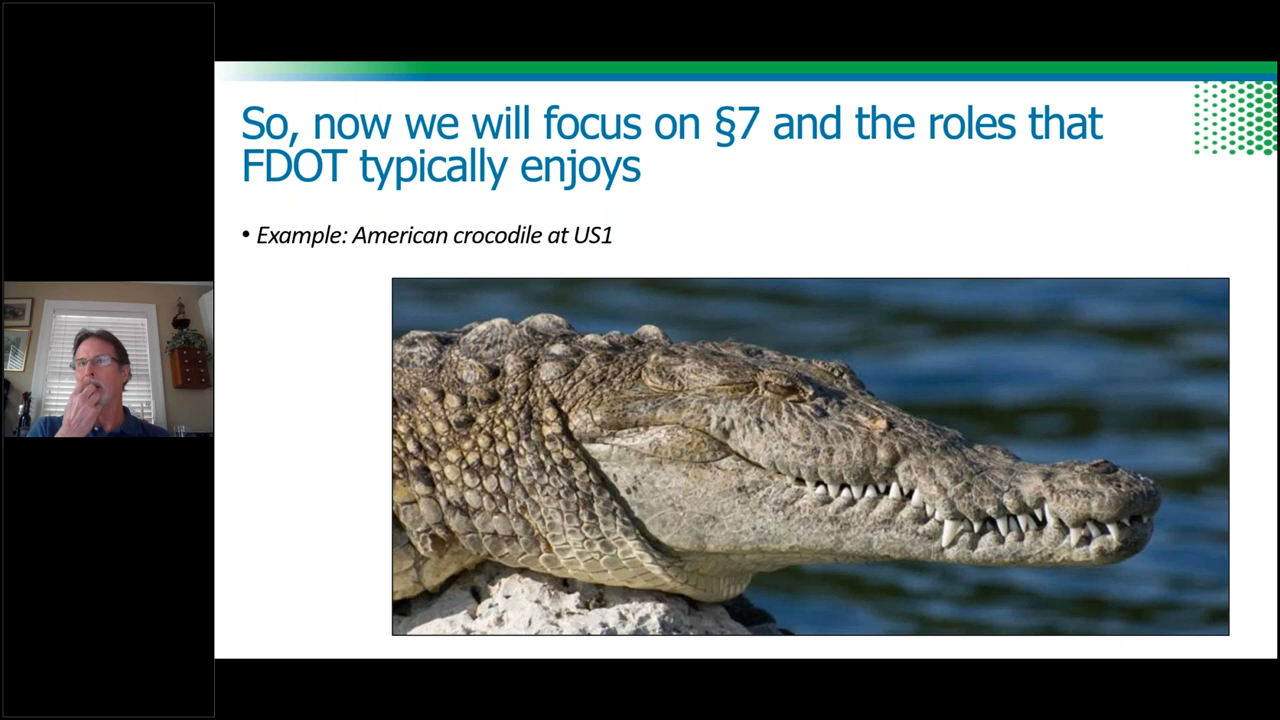 So, now we will focus on §7 and the roles that
FDOT typically enjoys
• Example: American crocodile at US1